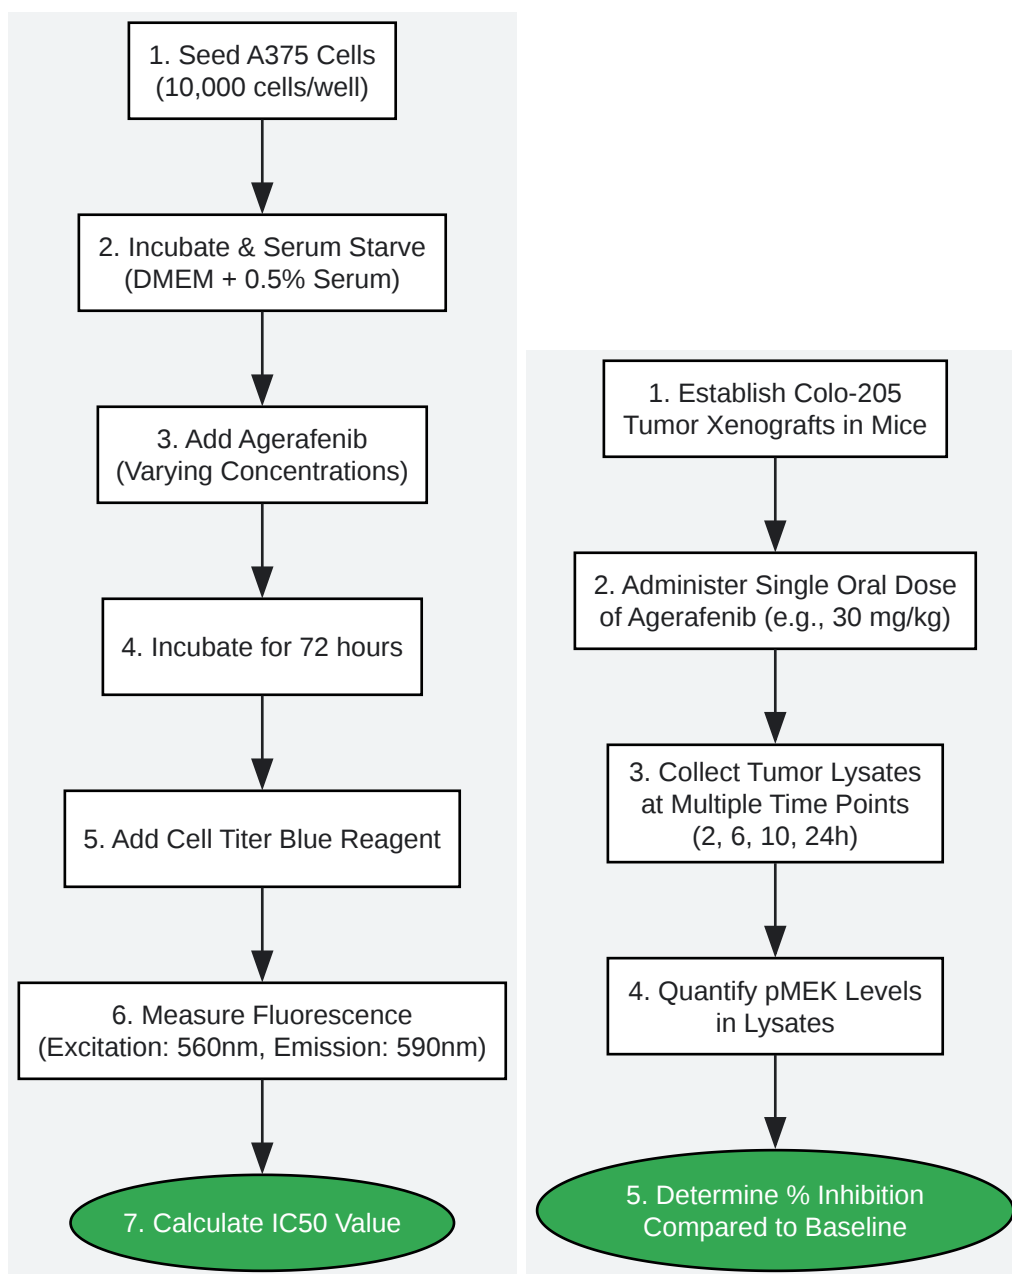 1. Seed A375 Cells
(10,000 cells/well)
2. Incubate & Serum Starve
(DMEM + 0.5% Serum)
3. Add Agerafenib
(Varying Concentrations)
4. Incubate for 72 hours
5. Add Cell Titer Blue Reagent
6. Measure Fluorescence
(Excitation: 560nm, Emission: 590nm)
7. Calculate IC50 Value
1. Establish Colo-205
Tumor Xenografts in Mice
2. Administer Single Oral Dose
of Agerafenib (e.g., 30 mg/kg)
3. Collect Tumor Lysates
at Multiple Time Points
(2, 6, 10, 24h)
4. Quantify pMEK Levels
in Lysates
5. Determine % Inhibition
Compared to Baseline